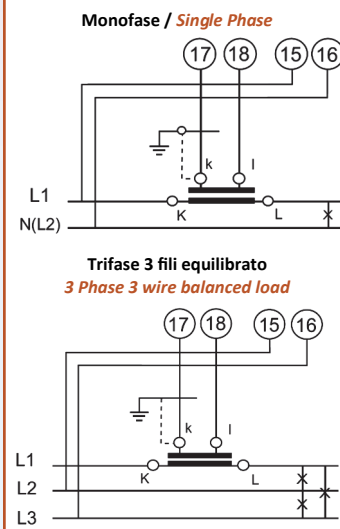 Monofase / Single Phase
17 18 15 16
k l
L1
K L
N(L2)
Trifase 3 fili equilibrato
3 Phase 3 wire balanced load
17 18 15 16
k l
L1
K L
L2
L3